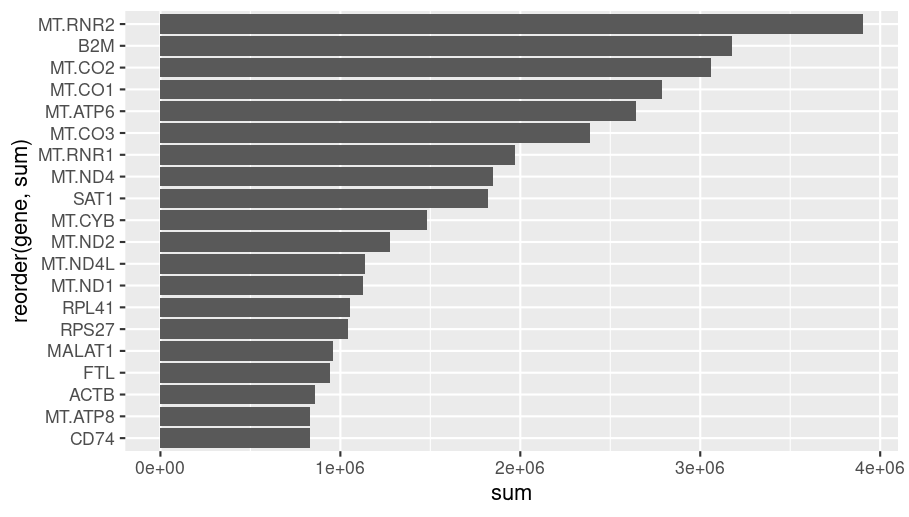 MT.RNR2
B2M
MT.CO2
MT.CO1
MT.ATP6
MT.CO3
MT.RNR1
MT.ND4
SAT1
MT.CYB
MT.ND2
MT.ND4L
MT.ND1
RPL41
RPS27
MALAT1
FTL
ACTB
MT.ATP8
CD74
reorder(gene, sum)
0e+00 1e+06 2e+06 3e+06 4e+06
sum